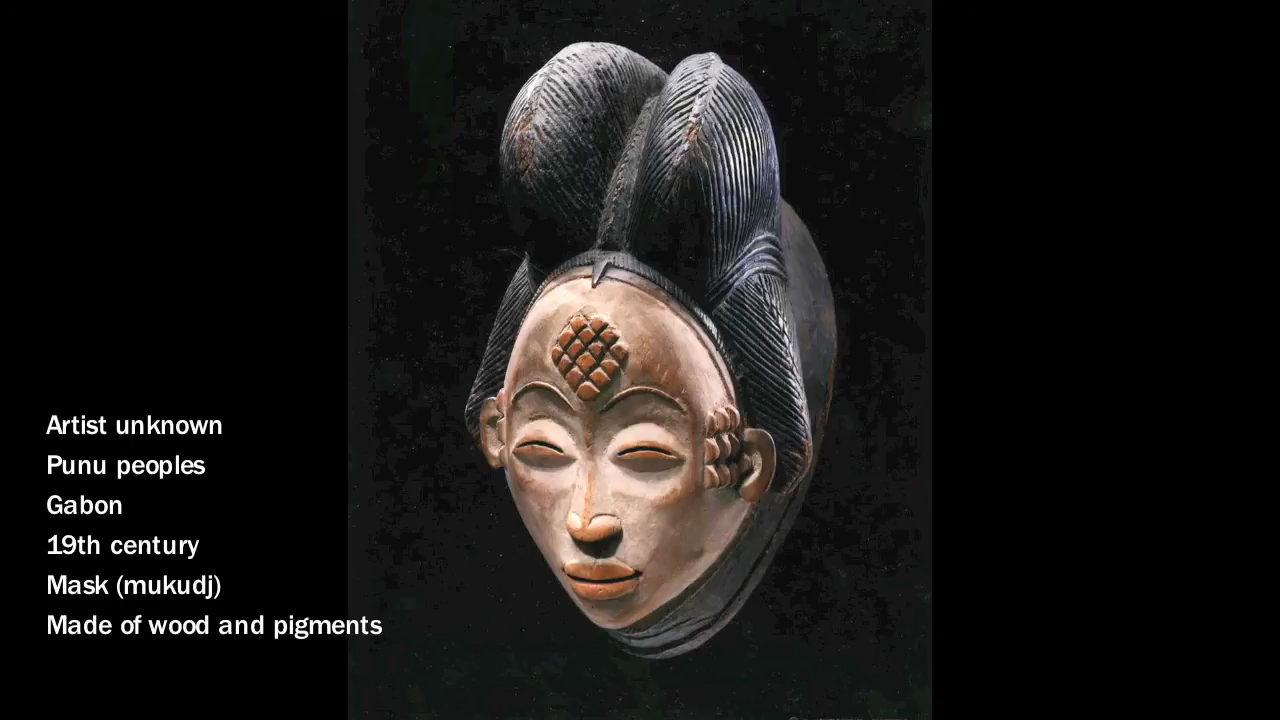 Artist unknown
Punu peoples
Gabon
19th century
Mask (mukudj)
Made of wood and pigments